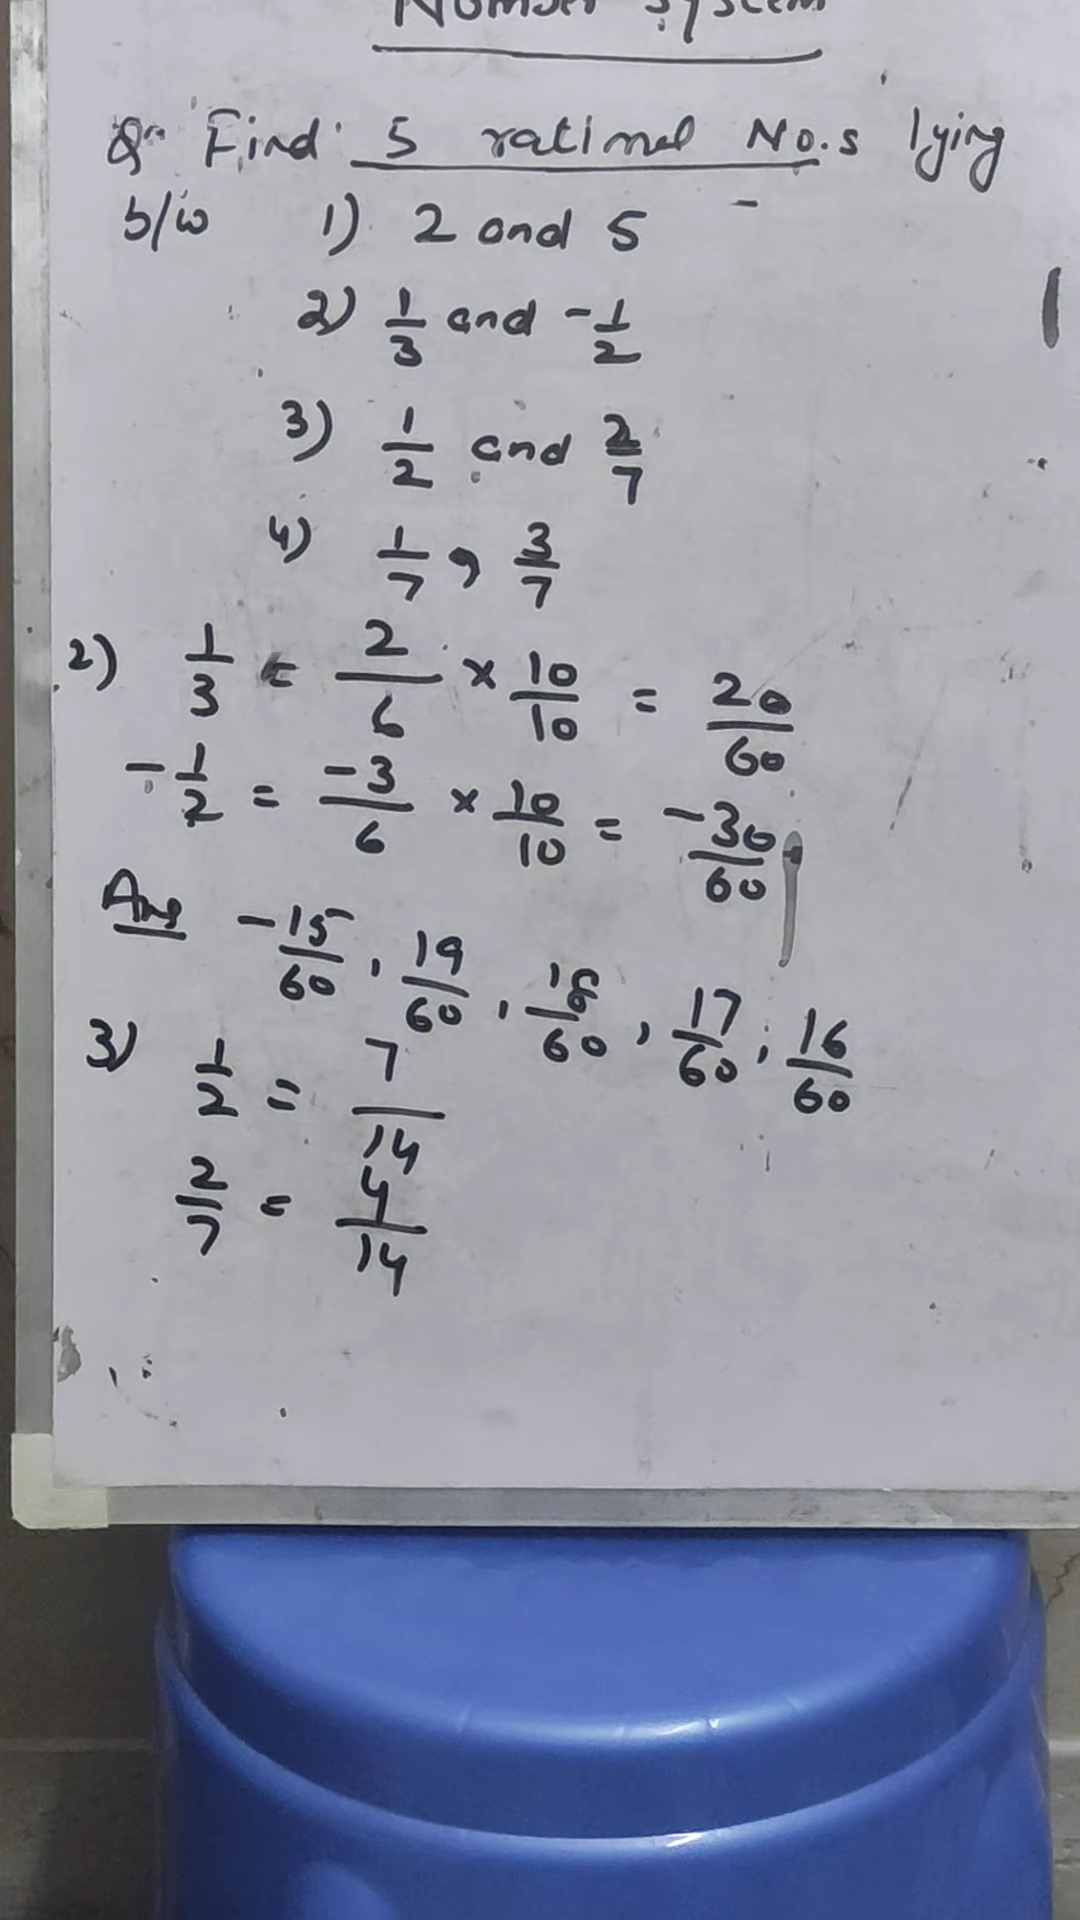 Number System
Q. Find 5 rational No.s lying
b/w 1) 2 and 5
2) 1/3 and -1/2
3) 1/2 and 2/7
4) 1/7 , 3/7
2) 1/3 = 2/6 × 10/10 = 20/60
-1/2 = -3/6 × 10/10 = -30/60
Ans -15/60, 19/60, 18/60, 17/60, 16/60
3) 1/2 = 7/14
2/7 = 4/14